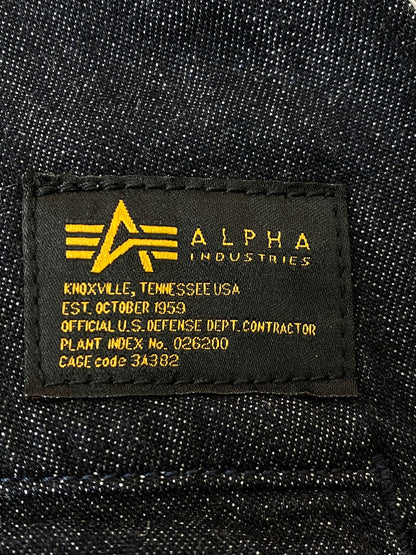 ALPHA
INDUSTRIES
KNOXVILLE, TENNESSEE USA
EST. OCTOBER 1959
OFFICIAL U.S. DEFENSE DEPT. CONTRACTOR
PLANT INDEX No. 026200
CAGE code 3A382